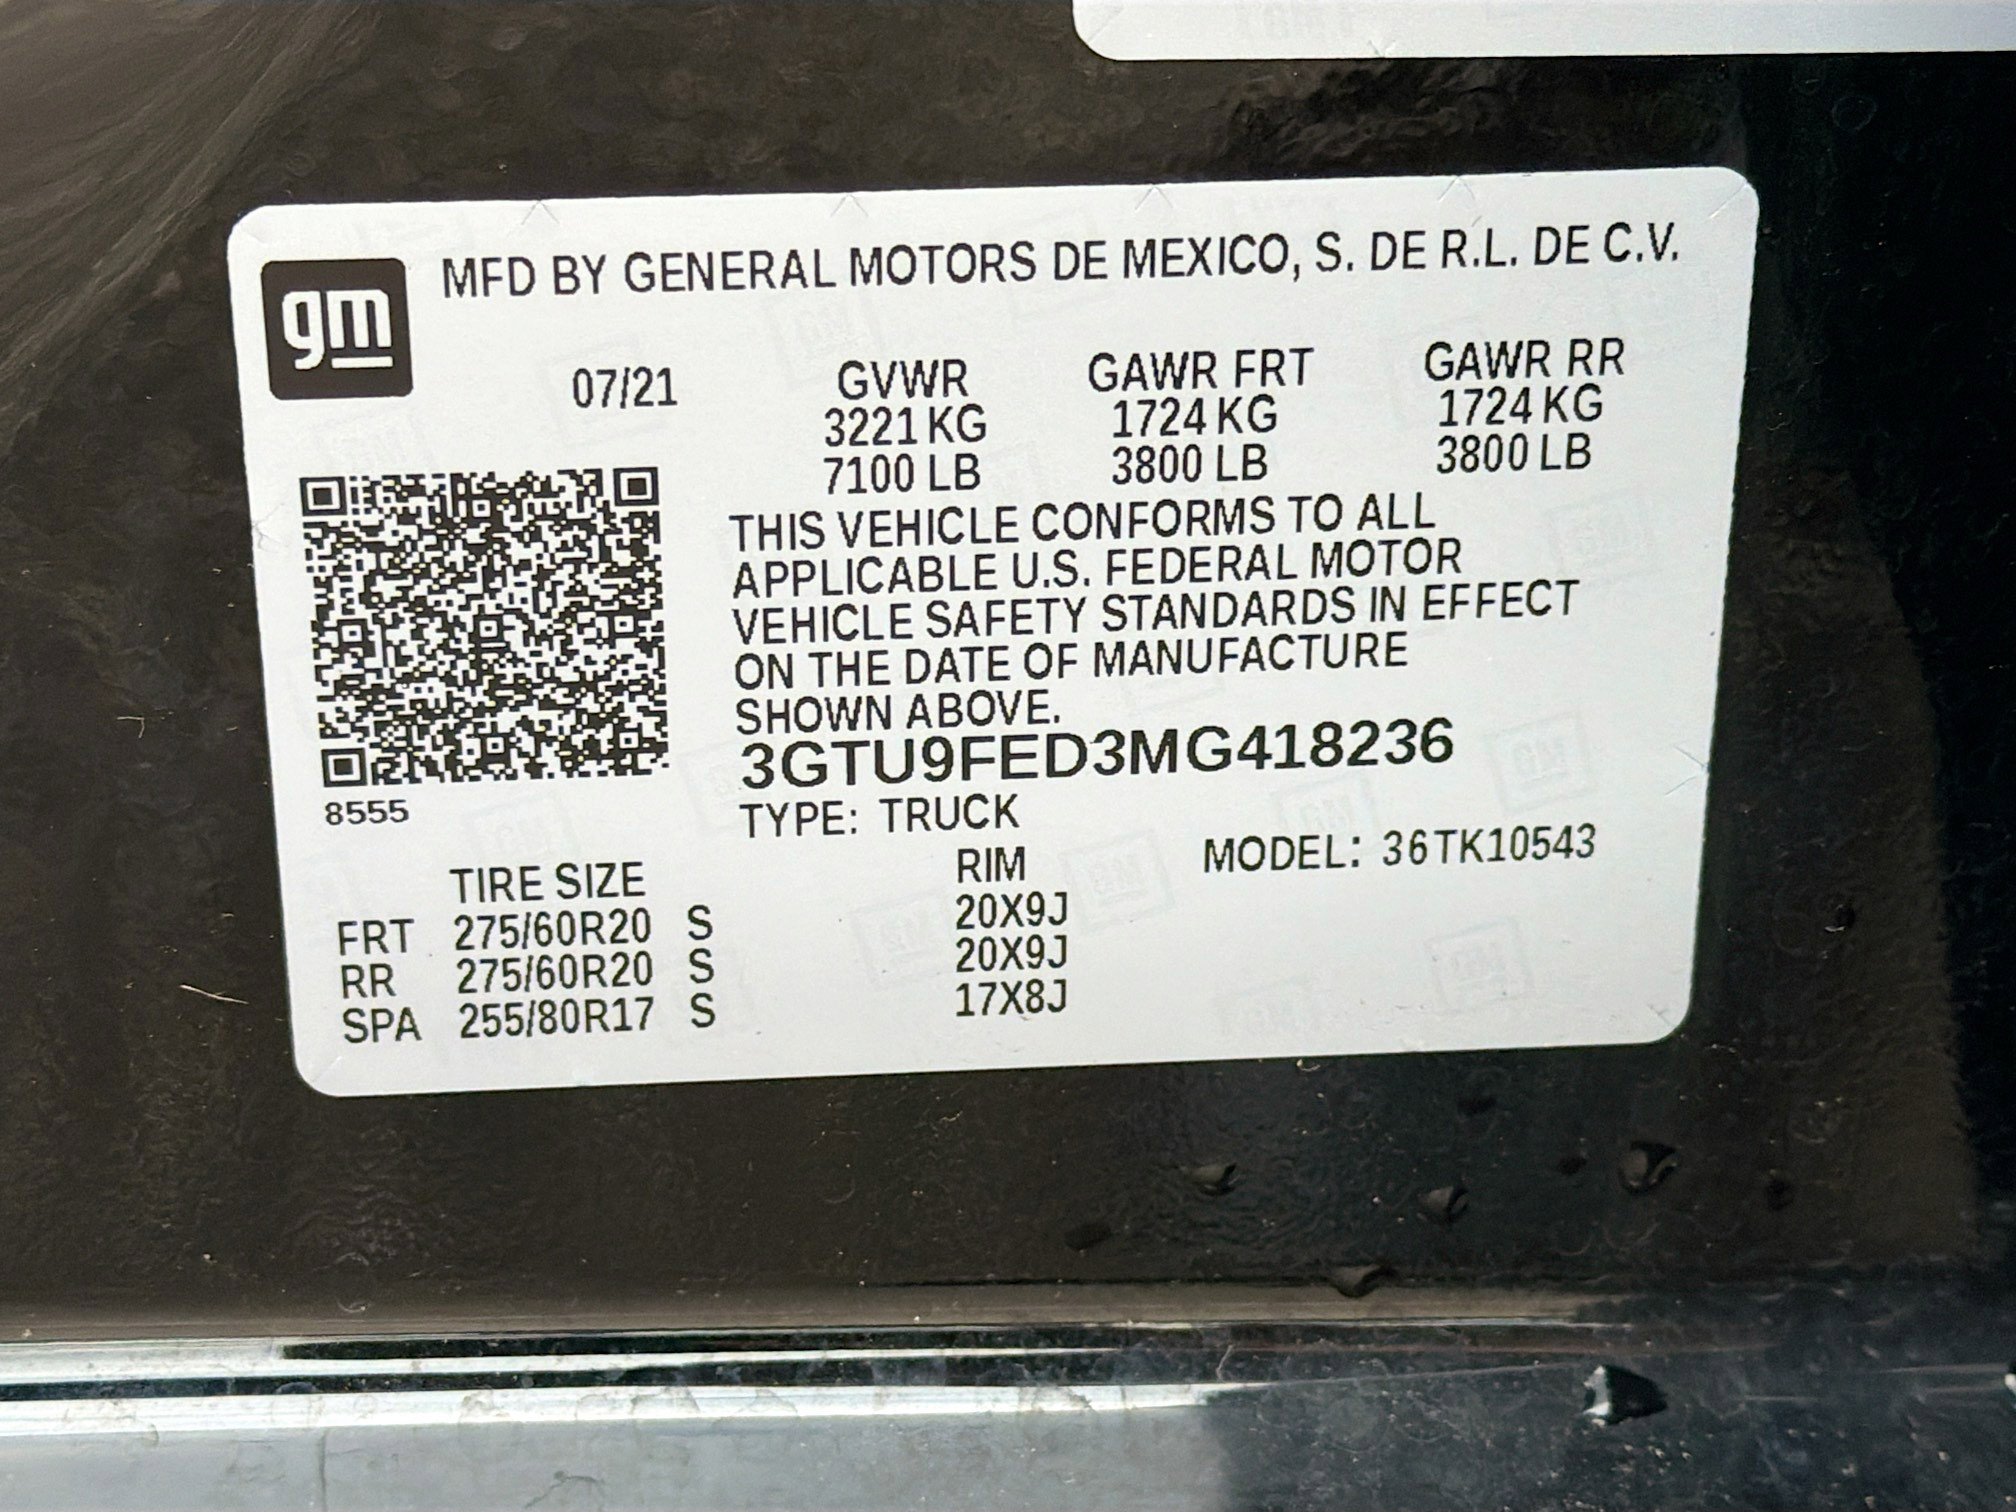 gm
MFD BY GENERAL MOTORS DE MEXICO, S. DE R.L. DE C.V.
07/21 GVWR GAWR FRT GAWR RR
3221 KG 1724 KG 1724 KG
7100 LB 3800 LB 3800 LB
THIS VEHICLE CONFORMS TO ALL
APPLICABLE U.S. FEDERAL MOTOR
VEHICLE SAFETY STANDARDS IN EFFECT
ON THE DATE OF MANUFACTURE
SHOWN ABOVE.
3GTU9FED3MG418236
8555
TYPE: TRUCK
MODEL: 36TK10543
TIRE SIZE RIM
FRT 275/60R20 S 20X9J
RR 275/60R20 S 20X9J
SPA 255/80R17 S 17X8J